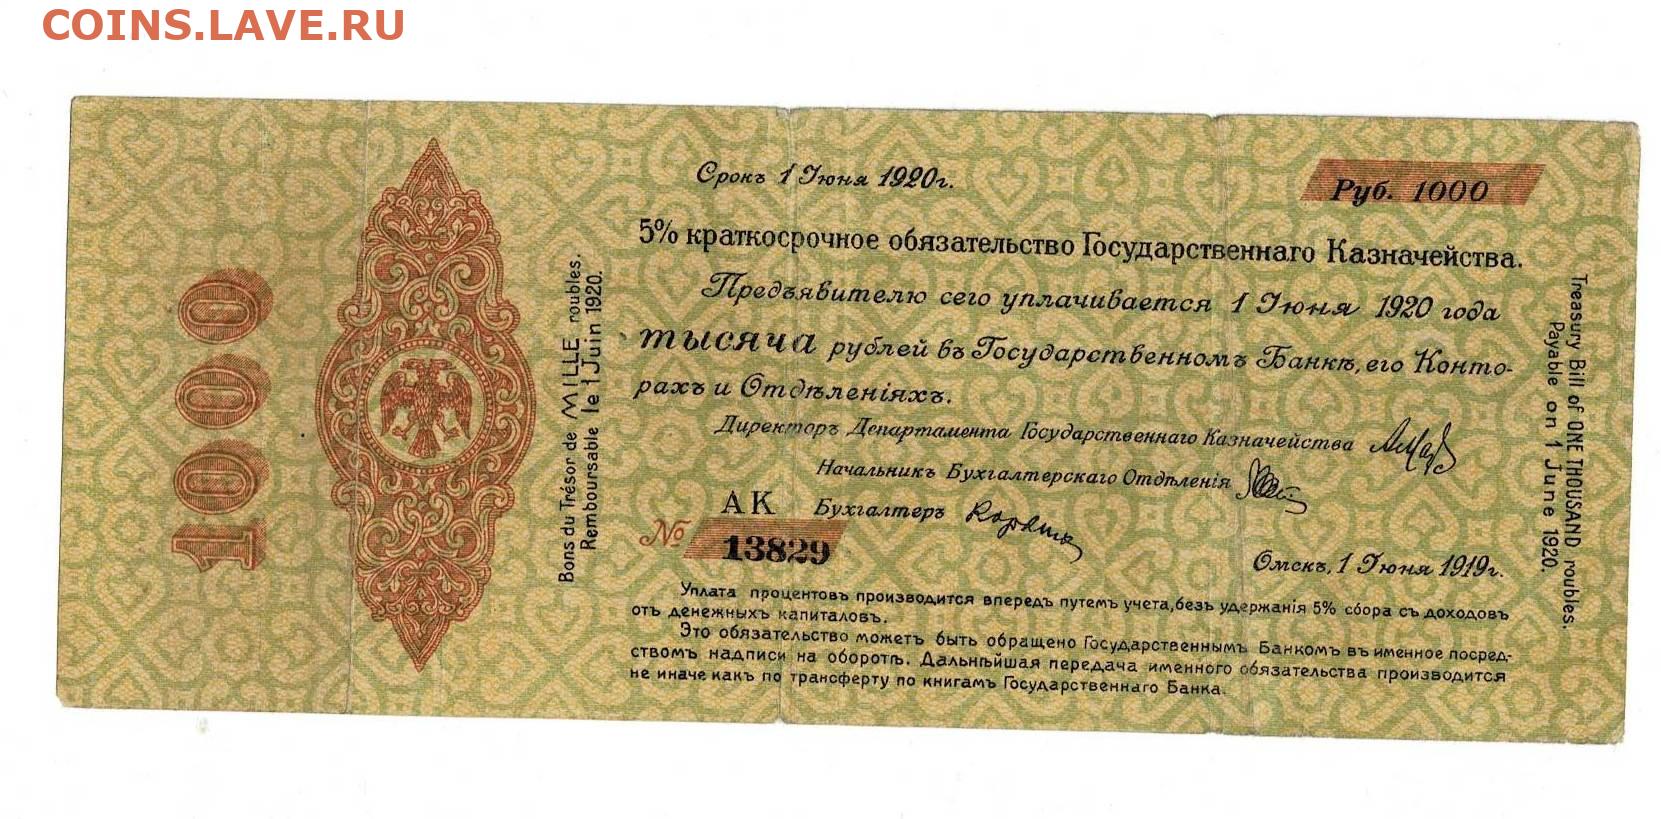 COINS.LAVE.RU
Срокъ 1 Іюня 1920 г.
Руб. 1000
5% краткосрочное обязательство Государственнаго Казначейства.
Предъявителю сего уплачивается 1 Іюня 1920 года
тысяча рублей въ Государственномъ Банкѣ, его Конто-
рахъ и Отдѣленіяхъ.
Директоръ Департамента Государственнаго Казначейства
Начальникъ Бухгалтерскаго Отдѣленія
АК Бухгалтеръ
№ 13829
Омскъ, 1 Іюня 1919 г.
Уплата процентовъ производится впередъ путемъ учета, безъ удержанія 5% сбора съ доходовъ
отъ денежныхъ капиталовъ.
Это обязательство можетъ быть обращено Государственнымъ Банкомъ въ именное посред-
ствомъ надписи на оборотѣ. Дальнѣйшая передача именного обязательства производится
не иначе какъ по трансферту по книгамъ Государственнаго Банка.
1000
Bons du Trésor de MILLE roubles.
Remboursable le 1 Juin 1920.
Treasury Bill of ONE THOUSAND roubles.
Payable on 1 June 1920.